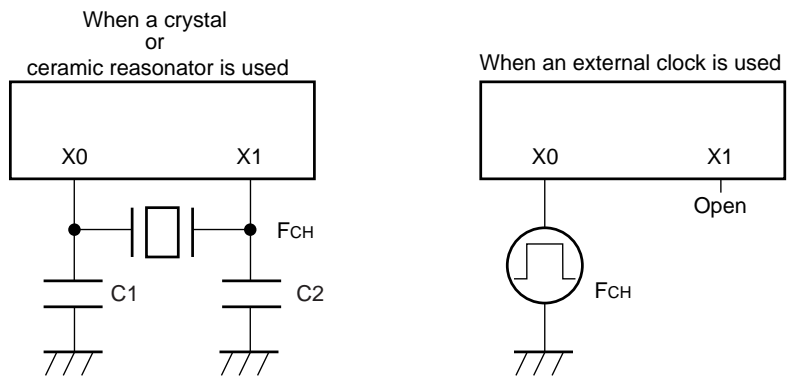 When a crystal
or
ceramic reasonator is used
X0 X1
FCH
C1 C2
When an external clock is used
X0 X1
Open
FCH